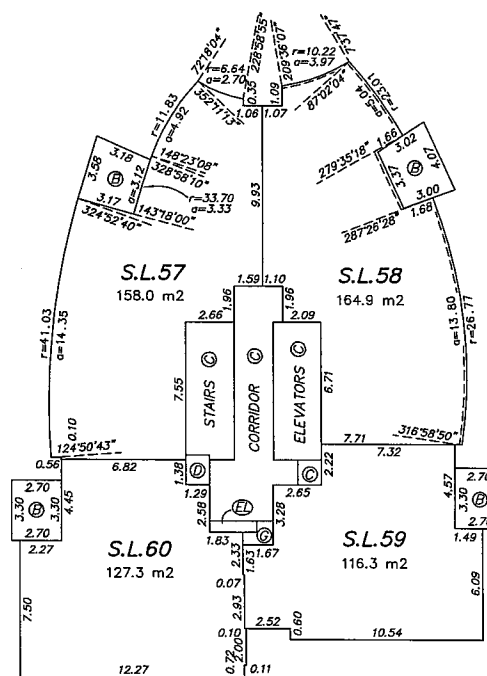 72°18'04"
r=6.64
a=2.70
352°11'13"
228°58'55"
0.35
209°36'07"
1.09
r=10.22
a=3.97
87°02'04"
7°37'47"
r=23.01
a=5.04
1.06
1.07
r=11.83
a=4.92
3.18
3.58
B
3.17
324°52'40"
a=3.12
148°23'08"
328°58'10"
r=33.70
a=3.33
143°18'00"
279°35'18"
1.66
3.02
B
4.07
3.37
3.00
1.68
287°26'28"
9.93
S.L.57
158.0 m2
S.L.58
164.9 m2
1.59
1.10
1.96
1.96
2.66
2.09
r=41.03
a=14.35
a=13.80
r=26.77
7.55
STAIRS
C
CORRIDOR
C
ELEVATORS
C
6.71
0.10
124°50'43"
316°58'50"
0.56
6.82
7.71
7.32
D
1.38
1.29
C
2.22
2.65
2.70
3.30
B
3.30
2.70
4.45
2.27
4.57
2.70
3.30
B
2.70
1.49
2.58
EL
1.83
G
3.28
1.67
1.63
2.33
S.L.60
127.3 m2
S.L.59
116.3 m2
0.07
2.93
7.50
6.09
2.52
0.60
10.54
0.10
2.00
0.72
0.11
12.27